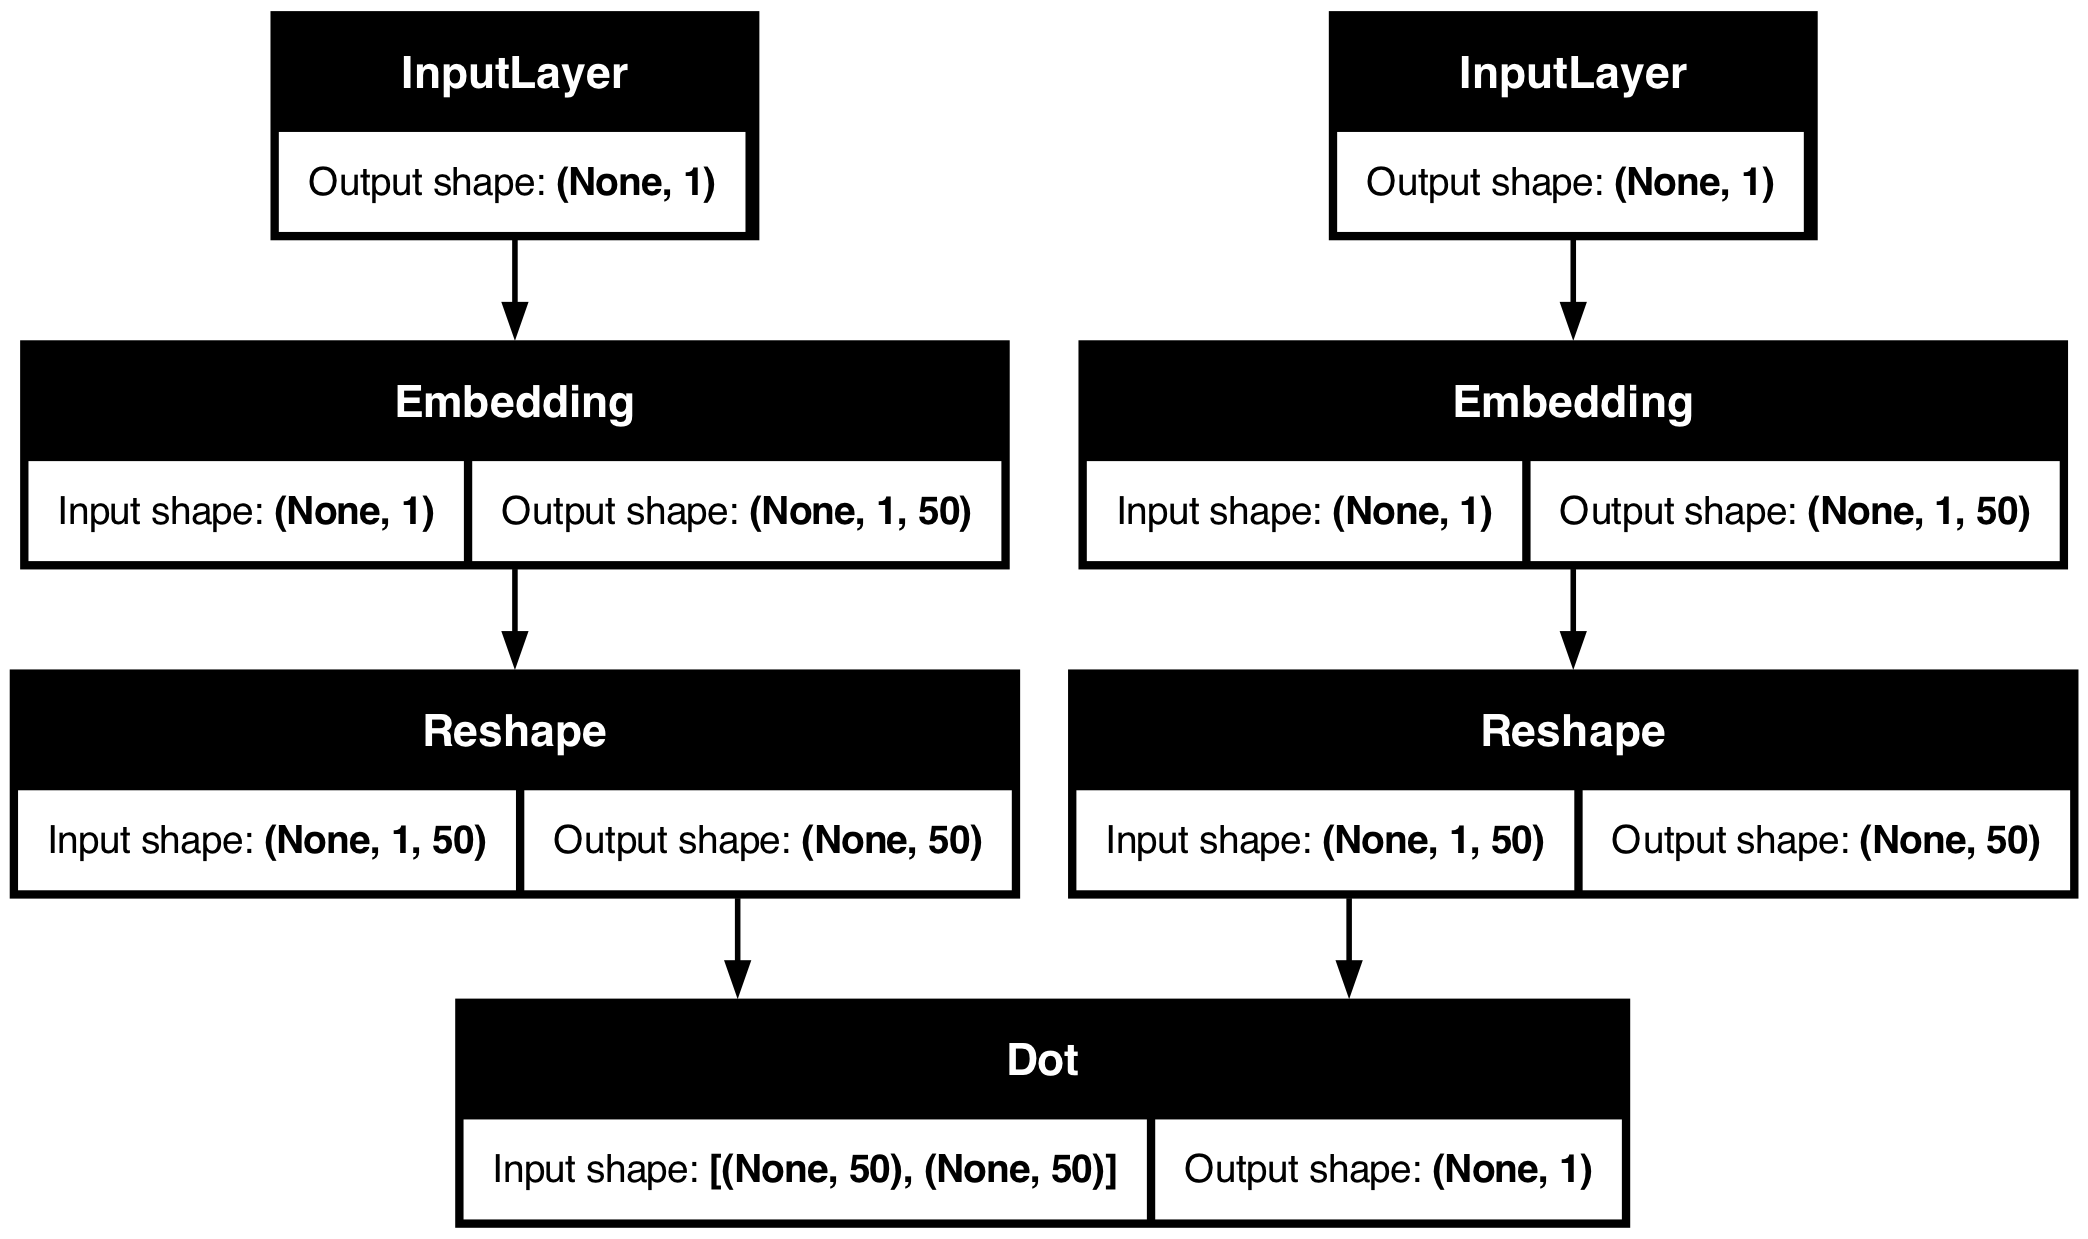 InputLayer
Output shape: (None, 1)
InputLayer
Output shape: (None, 1)
Embedding
Input shape: (None, 1)
Output shape: (None, 1, 50)
Embedding
Input shape: (None, 1)
Output shape: (None, 1, 50)
Reshape
Input shape: (None, 1, 50)
Output shape: (None, 50)
Reshape
Input shape: (None, 1, 50)
Output shape: (None, 50)
Dot
Input shape: [(None, 50), (None, 50)]
Output shape: (None, 1)